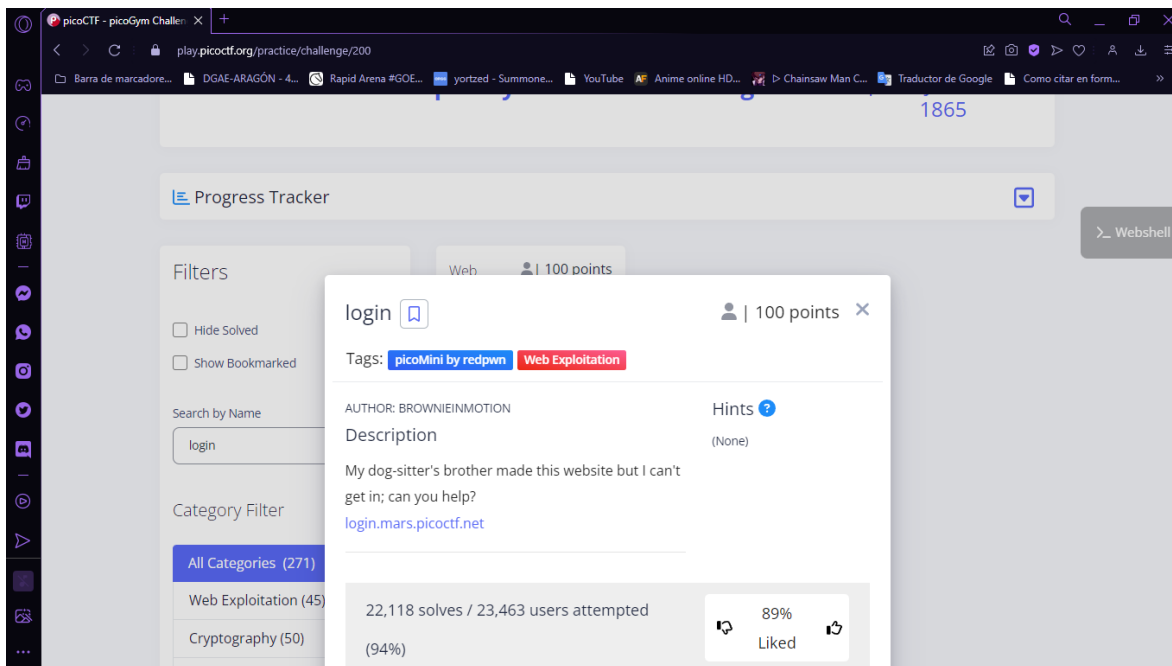 picoCTF - picoGym Challen
play.picoctf.org/practice/challenge/200
Barra de marcadore... DGAE-ARAGÓN - 4... Rapid Arena #GOE... yortzed - Summone... YouTube AF Anime online HD... ▷ Chainsaw Man C... Traductor de Google Como citar en form... »
1865
Progress Tracker
>_ Webshell
Filters
Web | 100 points
Hide Solved
Show Bookmarked
Search by Name
login
Category Filter
All Categories (271)
Web Exploitation (45)
Cryptography (50)
login | 100 points
Tags: picoMini by redpwn Web Exploitation
AUTHOR: BROWNIEINMOTION
Description
My dog-sitter's brother made this website but I can't
get in; can you help?
login.mars.picoctf.net
Hints ?
(None)
22,118 solves / 23,463 users attempted
(94%)
89%
Liked